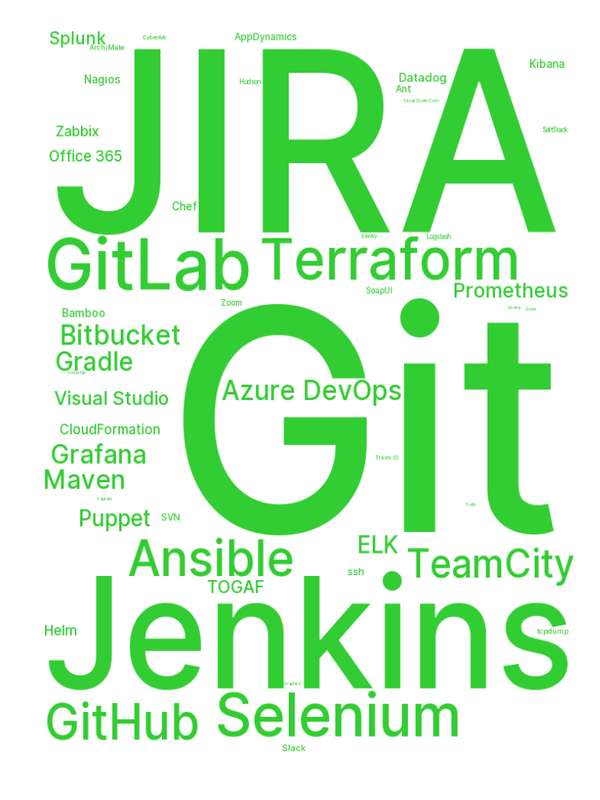 Splunk
CyberArk
AppDynamics
ArchiMate
JIRA
Kibana
Nagios
Hudson
Datadog
Ant
Visual Studio Code
Zabbix
SaltStack
Office 365
Chef
GitLab
Terraform
Sentry
Logstash
SoapUI
Prometheus
Zoom
Bamboo
Git
Bitbucket
Gradle
Azure DevOps
Visual Studio
CloudFormation
Grafana
Travis CI
Maven
Puppet
SVN
Ansible
ELK
TeamCity
ssh
TOGAF
Jenkins
Helm
tcpdump
GitHub
Selenium
Slack